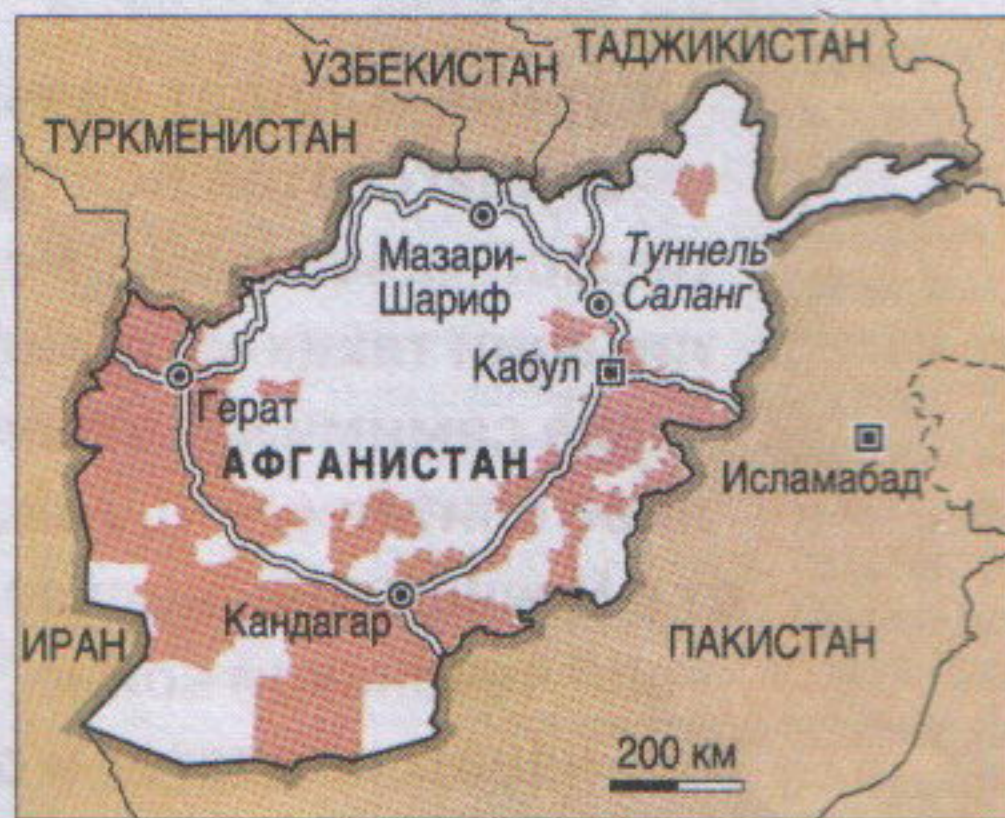 УЗБЕКИСТАН
ТАДЖИКИСТАН
ТУРКМЕНИСТАН
Мазари-
Шариф
Туннель
Саланг
Кабул
Герат
АФГАНИСТАН
Исламабад
Кандагар
ИРАН
ПАКИСТАН
200 км